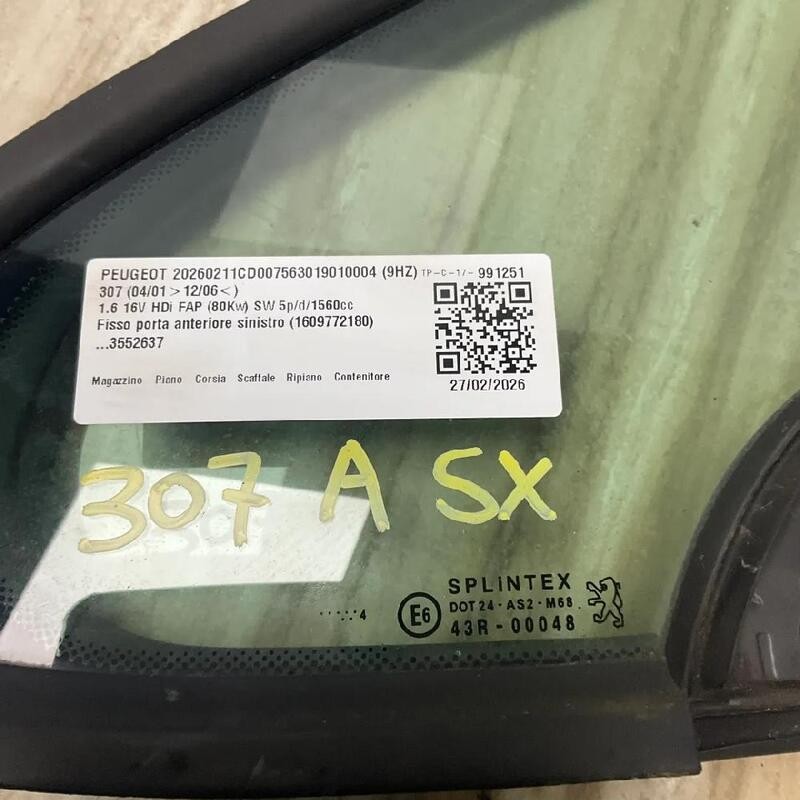 PEUGEOT 20260211CD007563019010004 (9HZ) TP-C-1/- 991251
307 (04/01 > 12/06 < )
1.6 16V HDi FAP (80Kw) SW 5p/d/1560cc
Fisso porta anteriore sinistro (1609772180)
...3552637
Magazzino Piano Corsia Scaffale Ripiano Contenitore
27/02/2026
307 A SX
SPLiNTEX
DOT 24 · AS2 · M68
E6
43R - 00048
.....4